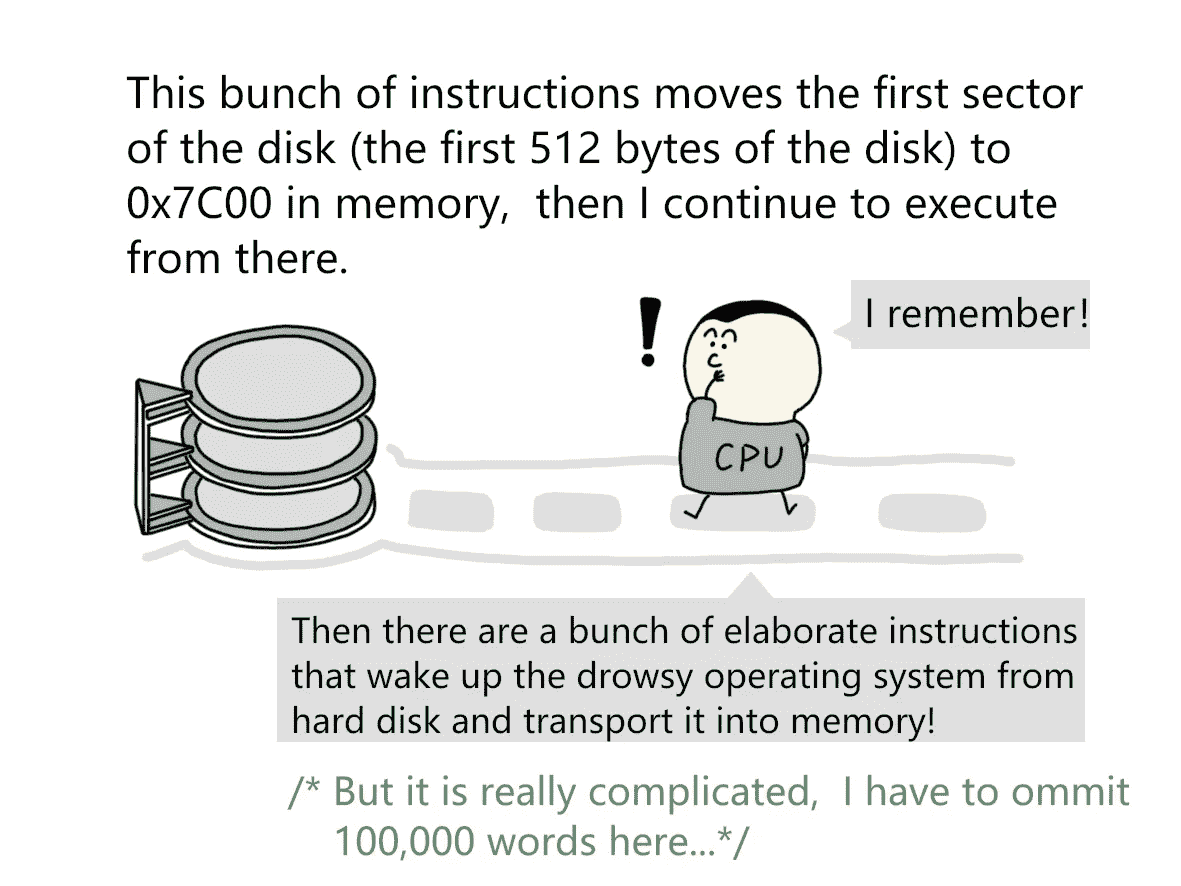 This bunch of instructions moves the first sector
of the disk (the first 512 bytes of the disk) to
0x7C00 in memory,  then I continue to execute
from there.
!
I remember!
CPU
Then there are a bunch of elaborate instructions
that wake up the drowsy operating system from
hard disk and transport it into memory!
/* But it is really complicated,  I have to ommit
100,000 words here...*/